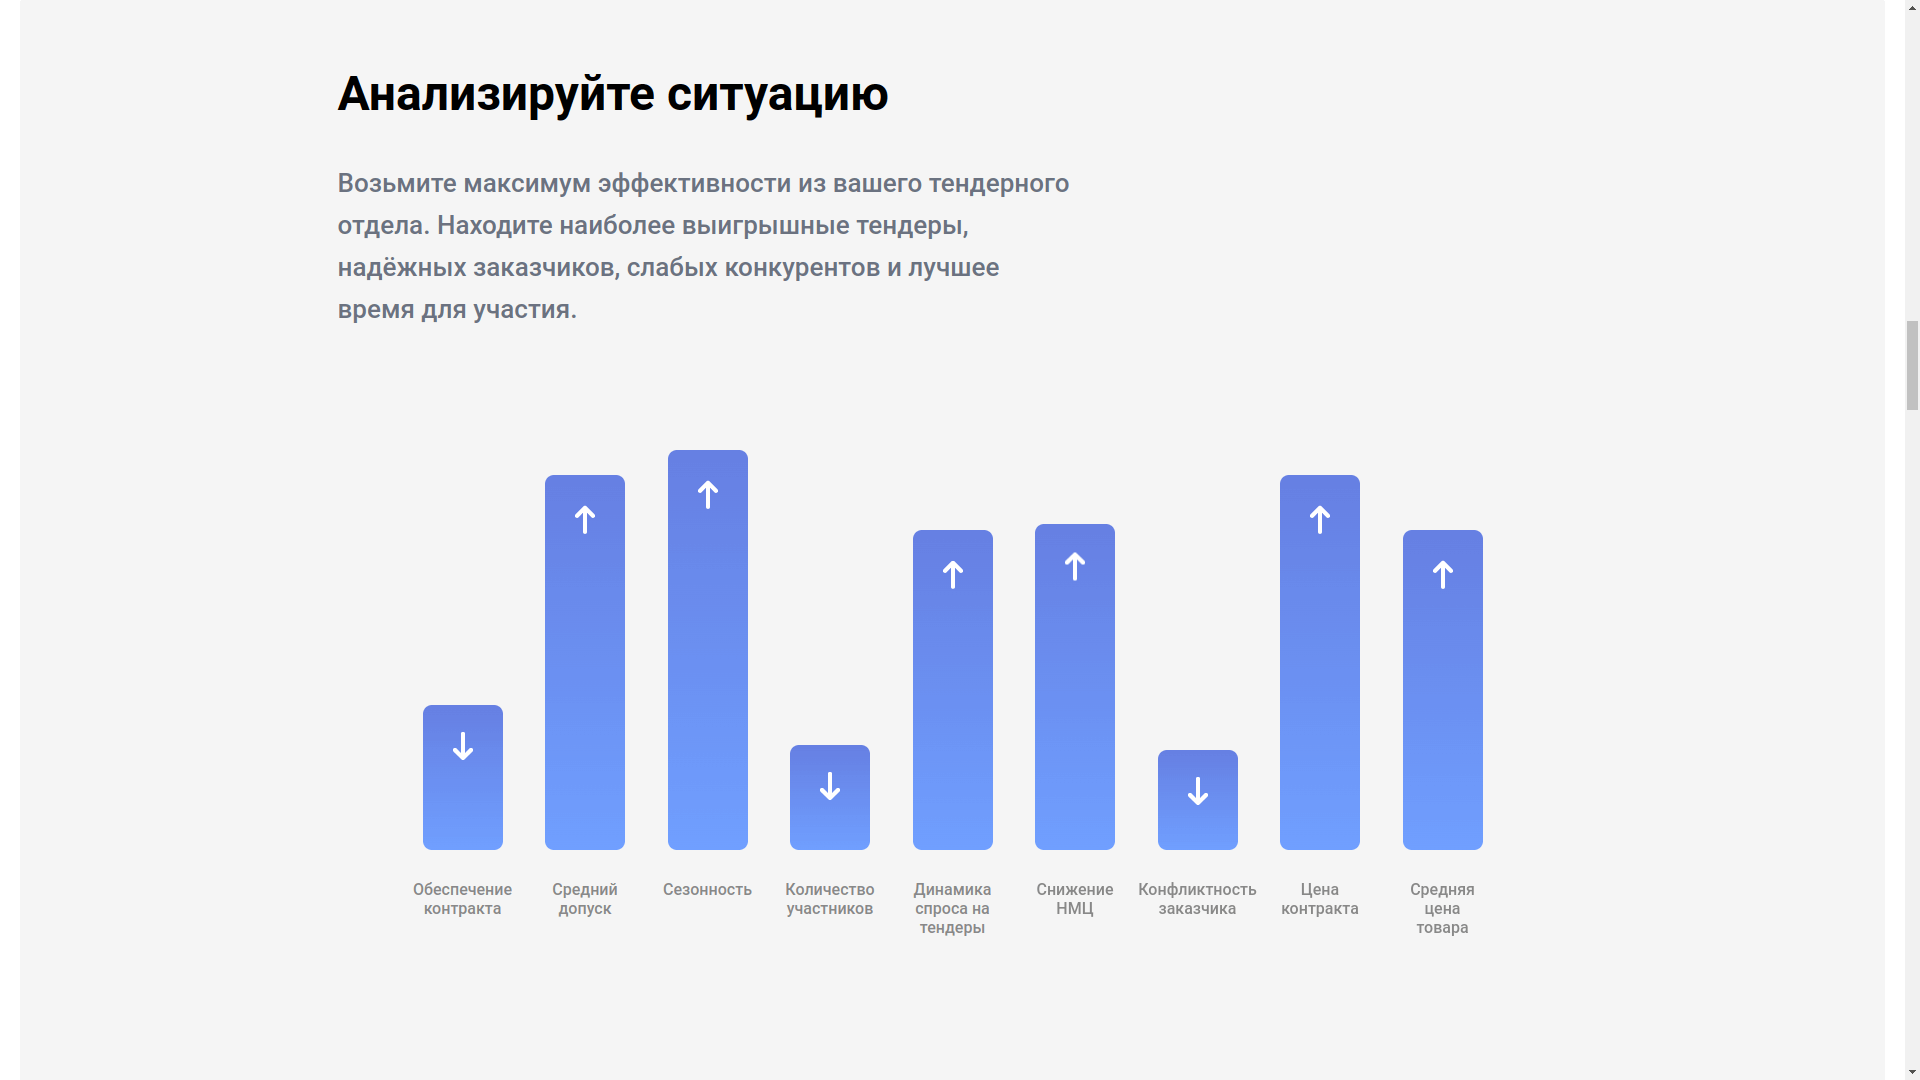 Анализируйте ситуацию
Возьмите максимум эффективности из вашего тендерного
отдела. Находите наиболее выигрышные тендеры,
надёжных заказчиков, слабых конкурентов и лучшее
время для участия.
Обеспечение
контракта
Средний
допуск
Сезонность
Количество
участников
Динамика
спроса на
тендеры
Снижение
НМЦ
Конфликтность
заказчика
Цена
контракта
Средняя
цена
товара